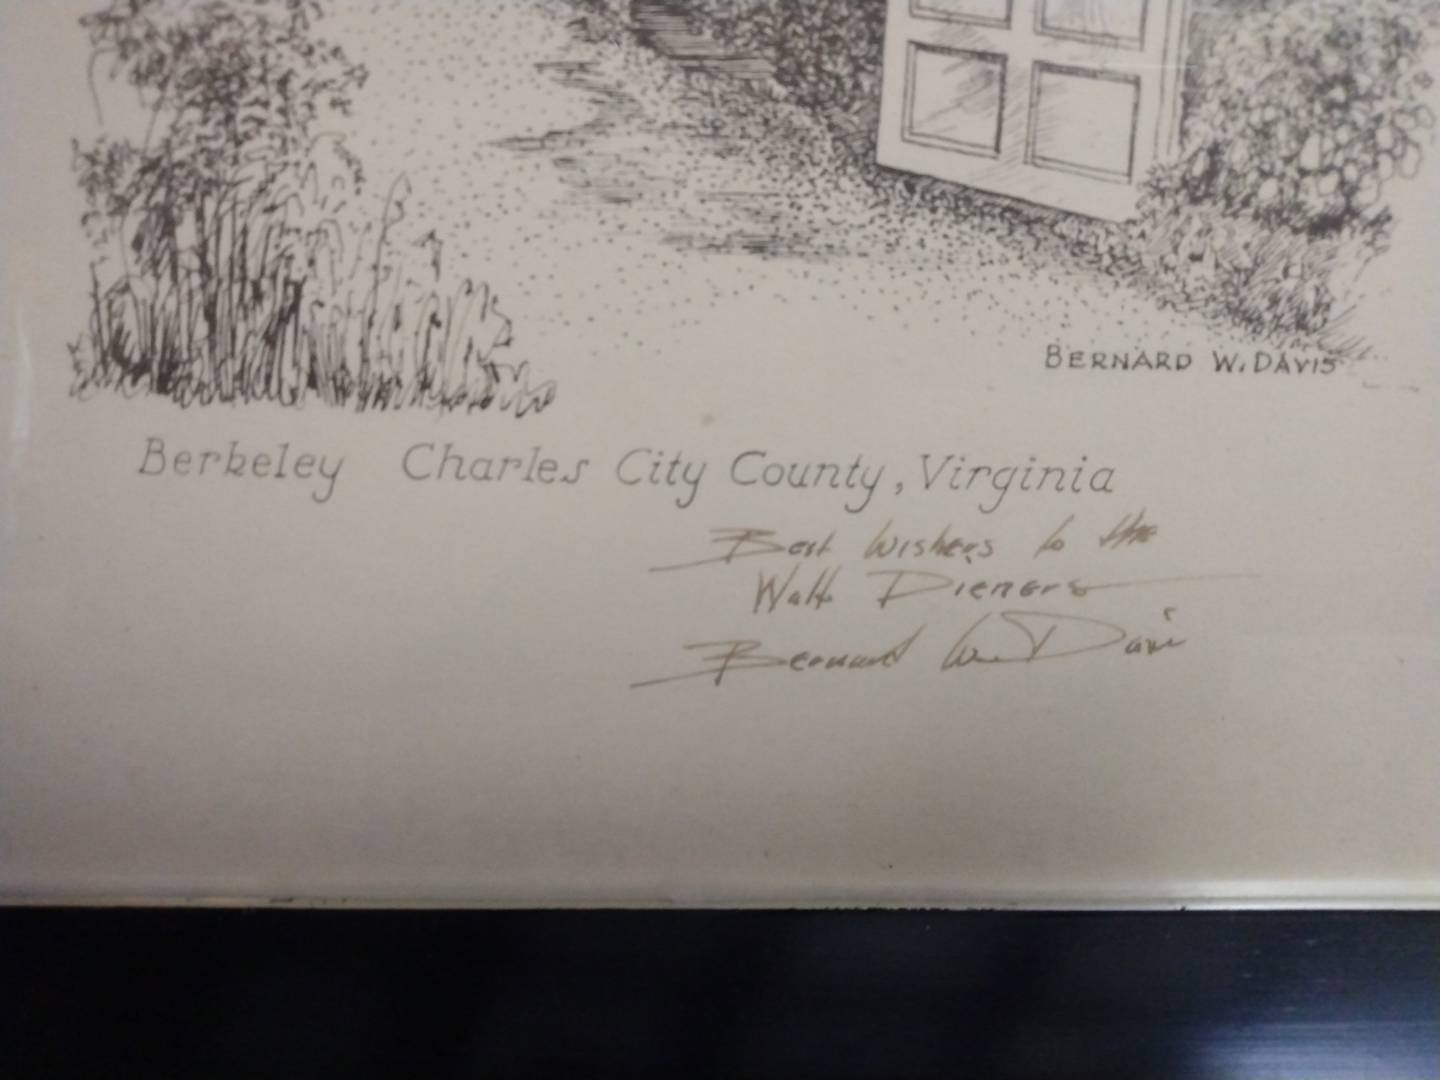 BERNARD W. DAVIS
Berkeley Charles City County, Virginia
Best Wishes to the
Walt Dieners
Bernard W. Davis